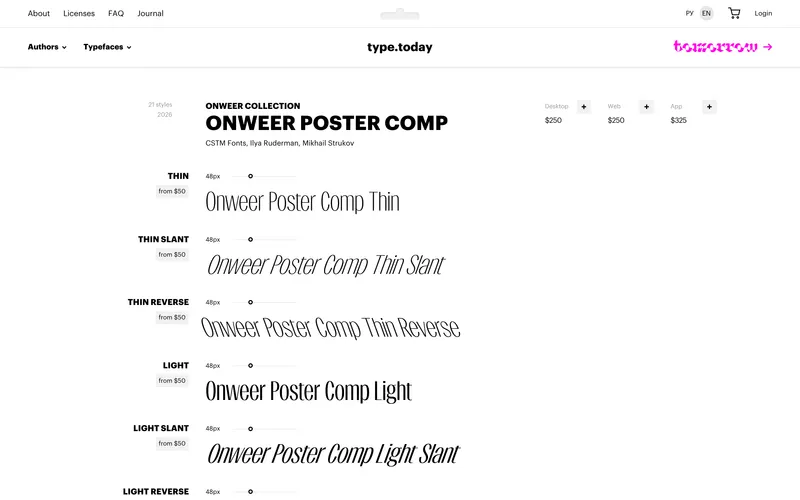 About Licenses FAQ Journal
РУ EN Login
Authors Typefaces
type.today
tomorrow →
21 styles
2026
ONWEER COLLECTION
ONWEER POSTER COMP
CSTM Fonts, Ilya Ruderman, Mikhail Strukov
Desktop + Web + App +
$250 $250 $325
THIN
from $50
48px
Onweer Poster Comp Thin
THIN SLANT
from $50
48px
Onweer Poster Comp Thin Slant
THIN REVERSE
from $50
48px
Onweer Poster Comp Thin Reverse
LIGHT
from $50
48px
Onweer Poster Comp Light
LIGHT SLANT
from $50
48px
Onweer Poster Comp Light Slant
LIGHT REVERSE
48px